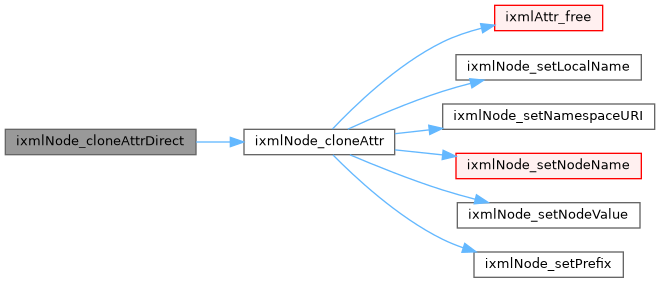 ixmlNode_cloneAttrDirect
ixmlNode_cloneAttr
ixmlAttr_free
ixmlNode_setLocalName
ixmlNode_setNamespaceURI
ixmlNode_setNodeName
ixmlNode_setNodeValue
ixmlNode_setPrefix